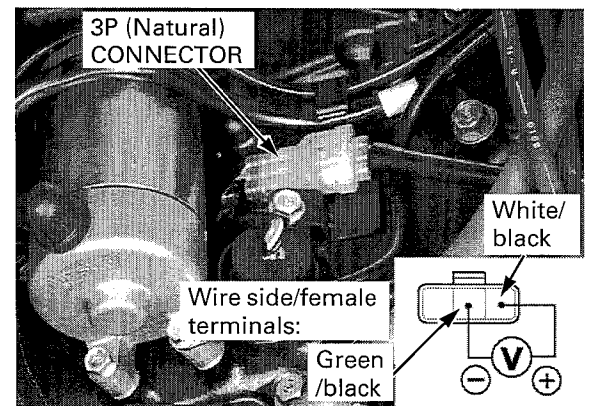 3P (Natural)
CONNECTOR
White/
black
Wire side/female
terminals:
Green
/black
V
− +